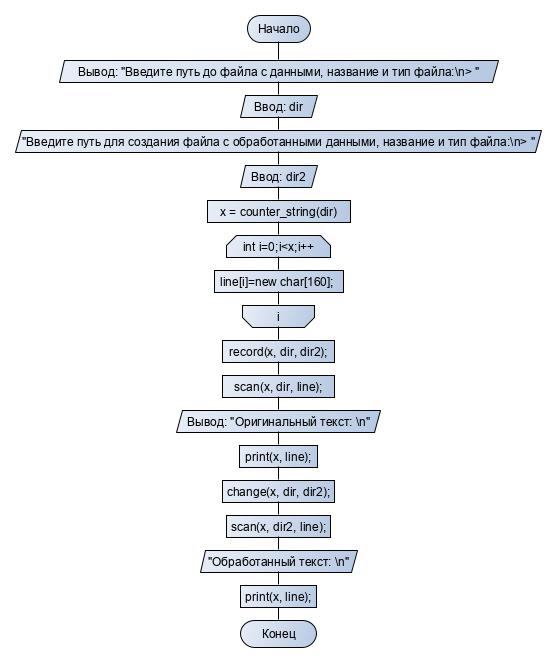 Начало
Вывод: "Введите путь до файла с данными, название и тип файла:\n> "
Ввод: dir
"Введите путь для создания файла с обработанными данными, название и тип файла:\n> "
Ввод: dir2
x = counter_string(dir)
int i=0;i<x;i++
line[i]=new char[160];
i
record(x, dir, dir2);
scan(x, dir, line);
Вывод: "Оригинальный текст: \n"
print(x, line);
change(x, dir, dir2);
scan(x, dir2, line);
"Обработанный текст: \n"
print(x, line);
Конец